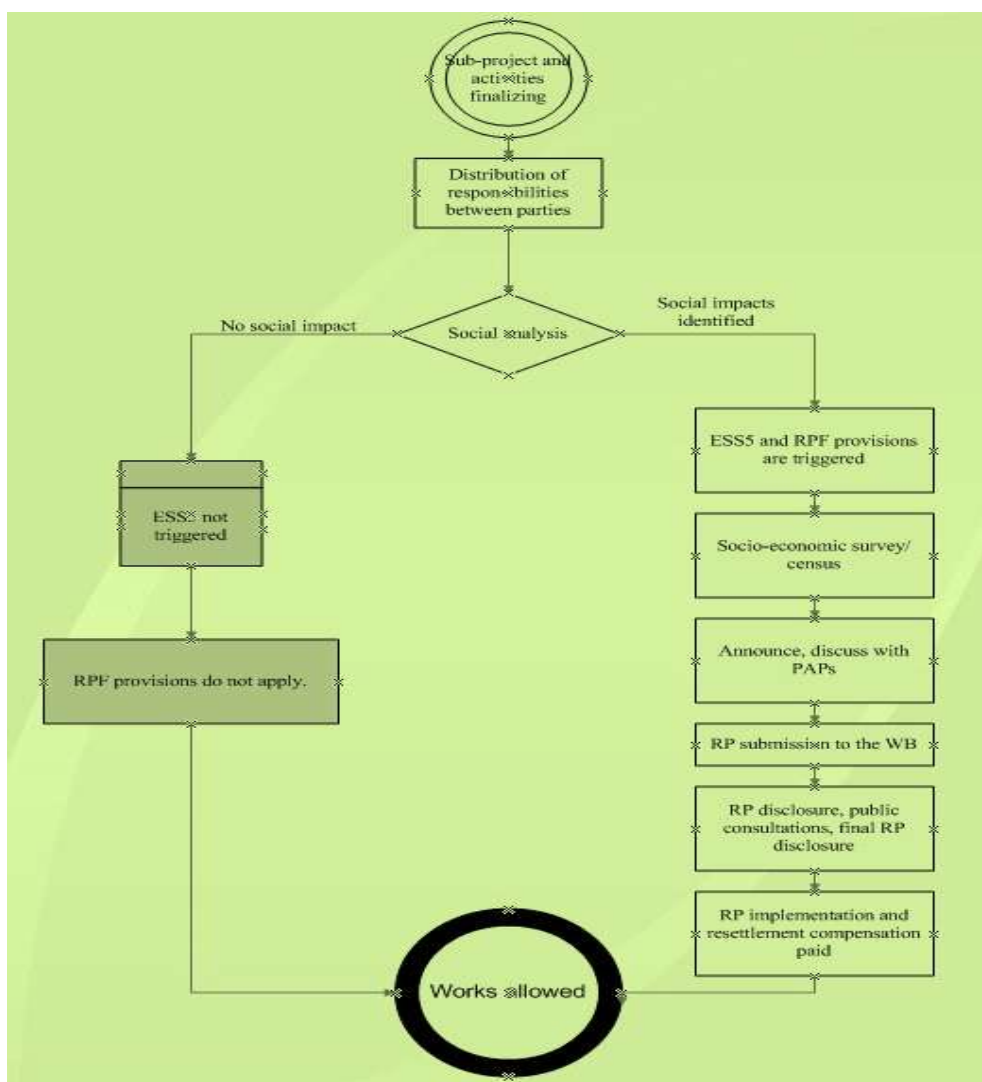 Sub-project and
activities
finalizing
Distribution of
responsibilities
between parties
Social analysis
No social impact
Social impacts
identified
ESS5 not
triggered
RPF provisions do not apply.
ESS5 and RPF provisions
are triggered
Socio-economic survey/
census
Announce, discuss with
PAPs
RP submission to the WB
RP disclosure, public
consultations, final RP
disclosure
RP implementation and
resettlement compensation
paid
Works allowed